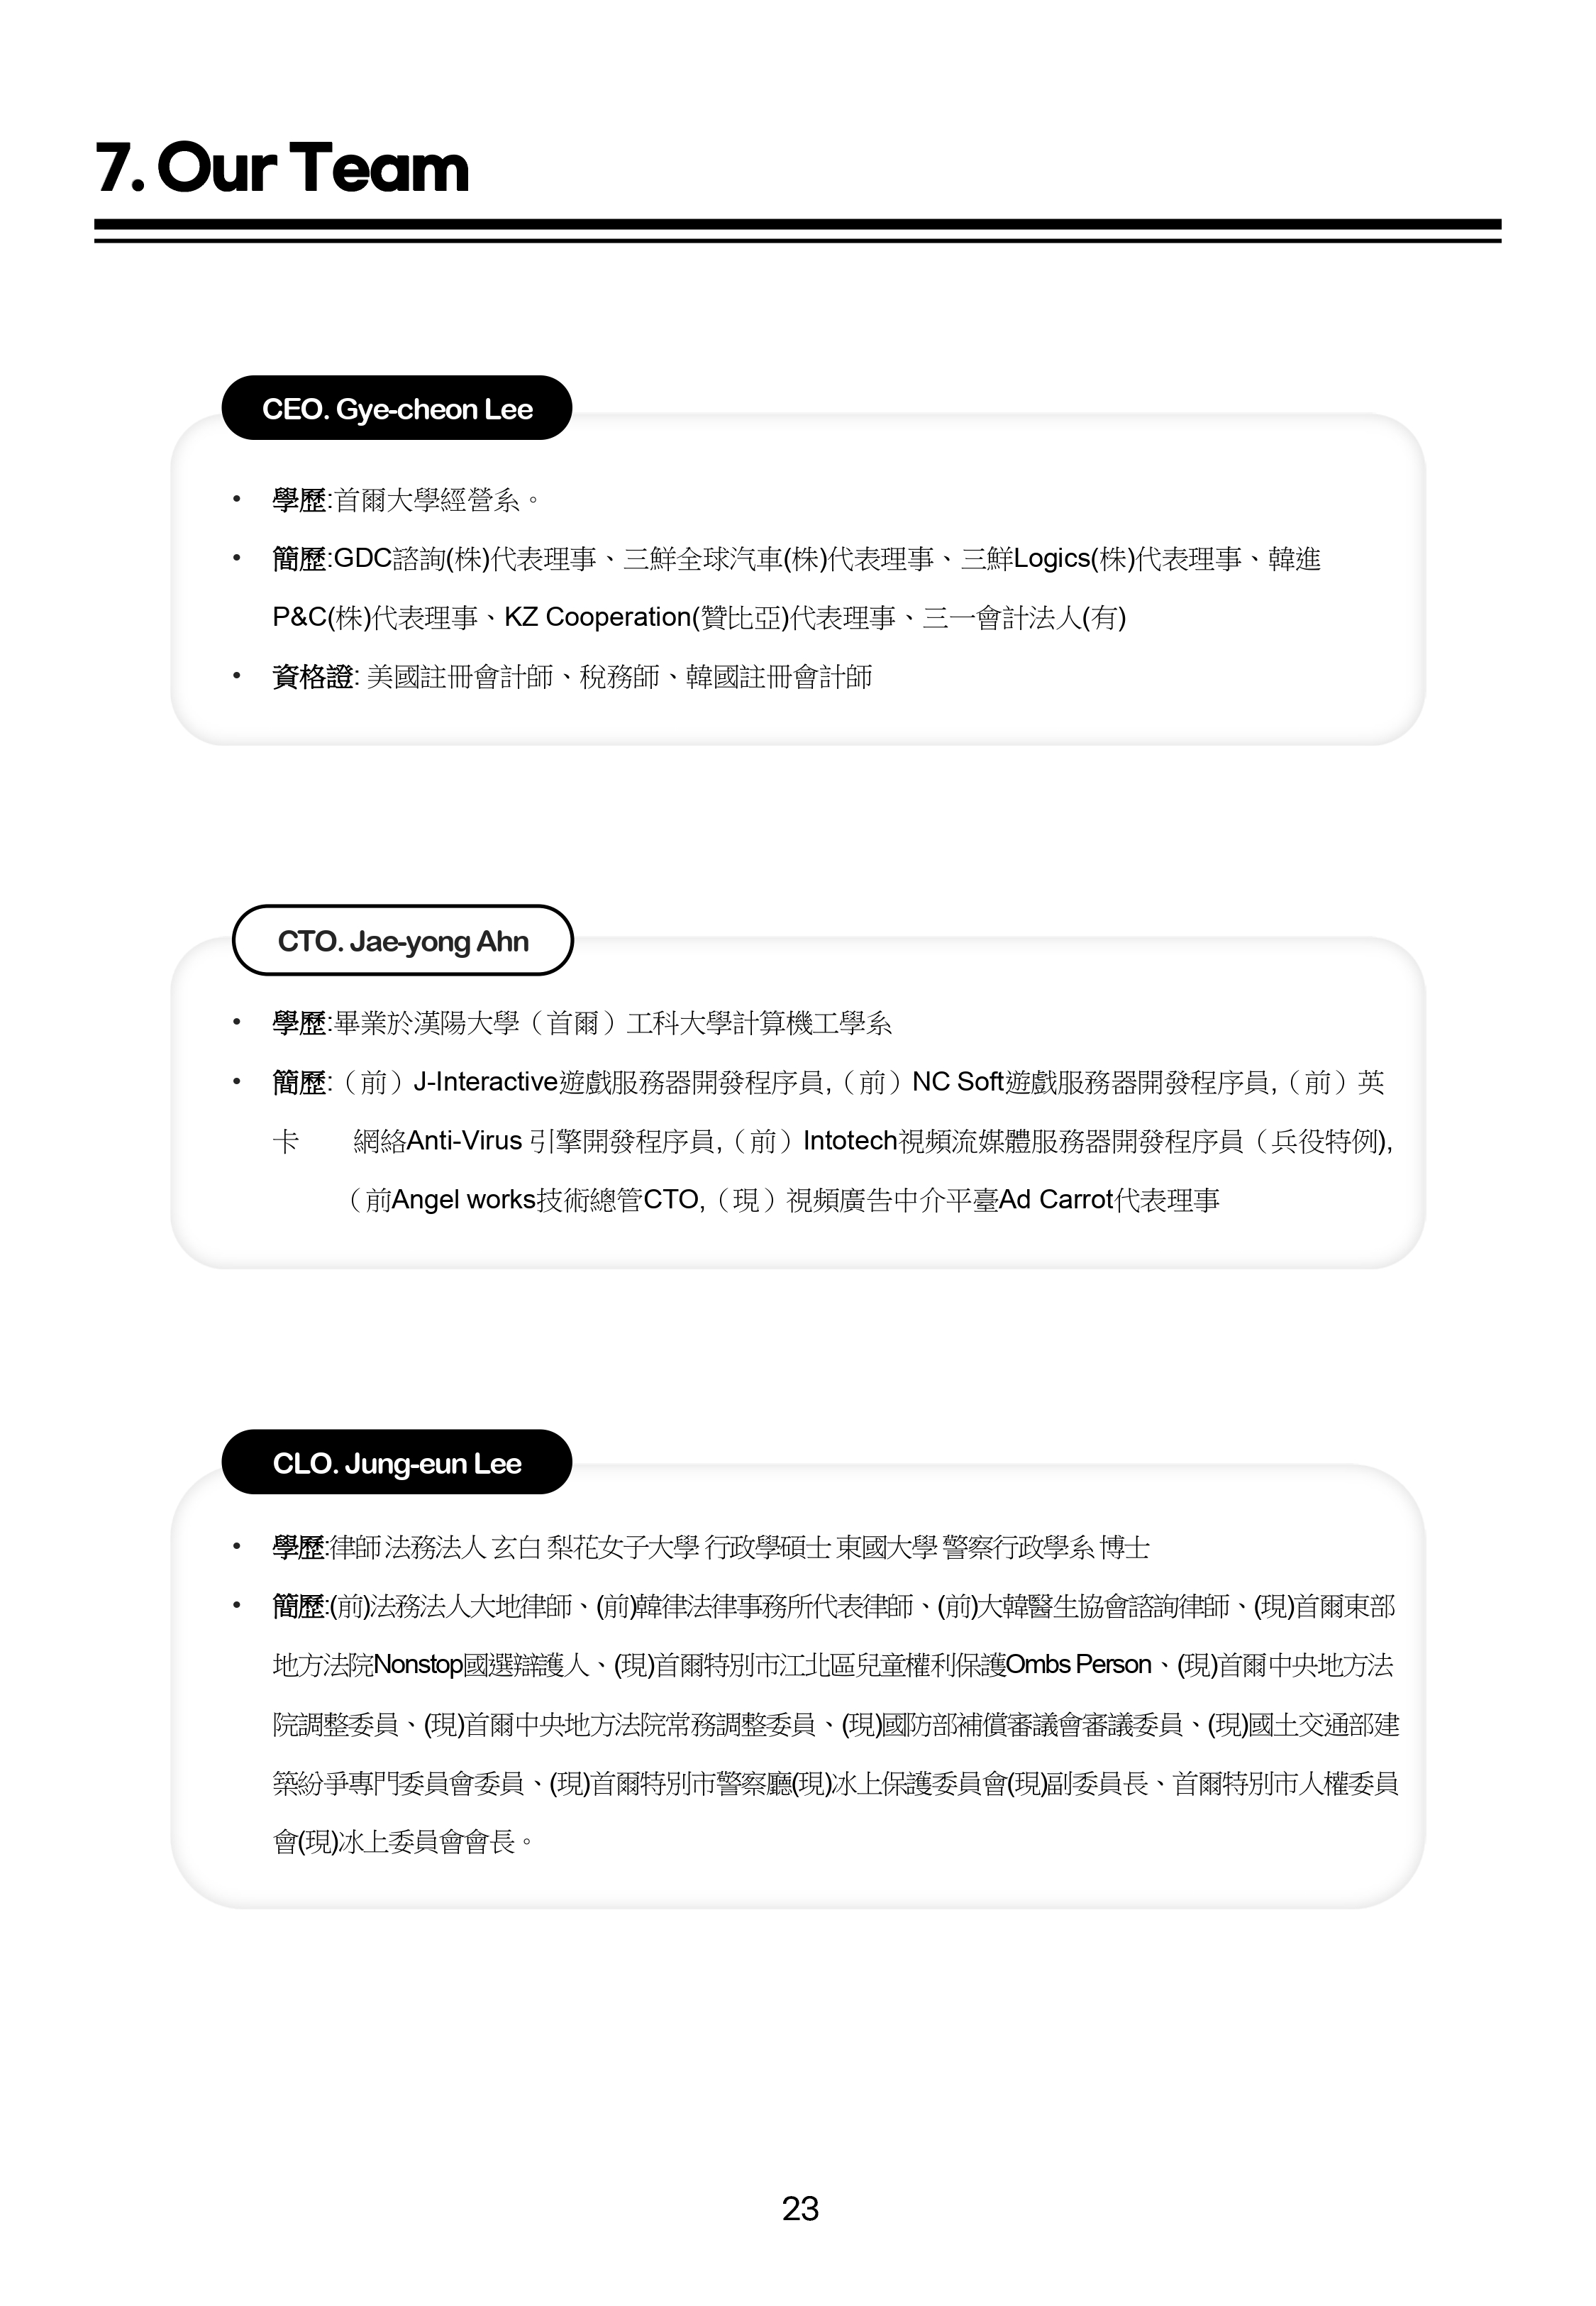 7. Our Team
CEO. Gye-cheon Lee
• 學歷:首爾大學經營系。
• 簡歷:GDC諮詢(株)代表理事、三鮮全球汽車(株)代表理事、三鮮Logics(株)代表理事、韓進
P&C(株)代表理事、KZ Cooperation(贊比亞)代表理事、三一會計法人(有)
• 資格證: 美國註冊會計師、稅務師、韓國註冊會計師
CTO. Jae-yong Ahn
• 學歷:畢業於漢陽大學（首爾）工科大學計算機工學系
• 簡歷:（前）J-Interactive遊戲服務器開發程序員,（前）NC Soft遊戲服務器開發程序員,（前）英
卡 網絡Anti-Virus 引擎開發程序員,（前）Intotech視頻流媒體服務器開發程序員（兵役特例),
（前Angel works技術總管CTO,（現）視頻廣告中介平臺Ad Carrot代表理事
CLO. Jung-eun Lee
• 學歷:律師 法務法人 玄白 梨花女子大學 行政學碩士 東國大學 警察行政學系 博士
• 簡歷:(前)法務法人大地律師、(前)韓律法律事務所代表律師、(前)大韓醫生協會諮詢律師、(現)首爾東部
地方法院Nonstop國選辯護人、(現)首爾特別市江北區兒童權利保護Ombs Person、(現)首爾中央地方法
院調整委員、(現)首爾中央地方法院常務調整委員、(現)國防部補償審議會審議委員、(現)國土交通部建
築紛爭專門委員會委員、(現)首爾特別市警察廳(現)冰上保護委員會(現)副委員長、首爾特別市人權委員
會(現)冰上委員會會長。
23